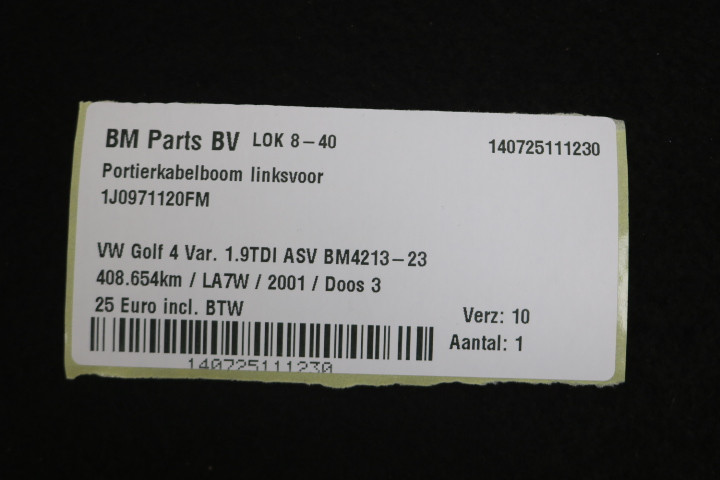 BM Parts BV LOK 8-40 140725111230
Portierkabelboom linksvoor
1J0971120FM
VW Golf 4 Var. 1.9TDI ASV BM4213-23
408.654km / LA7W / 2001 / Doos 3
25 Euro incl. BTW
Verz: 10
Aantal: 1
140725111230